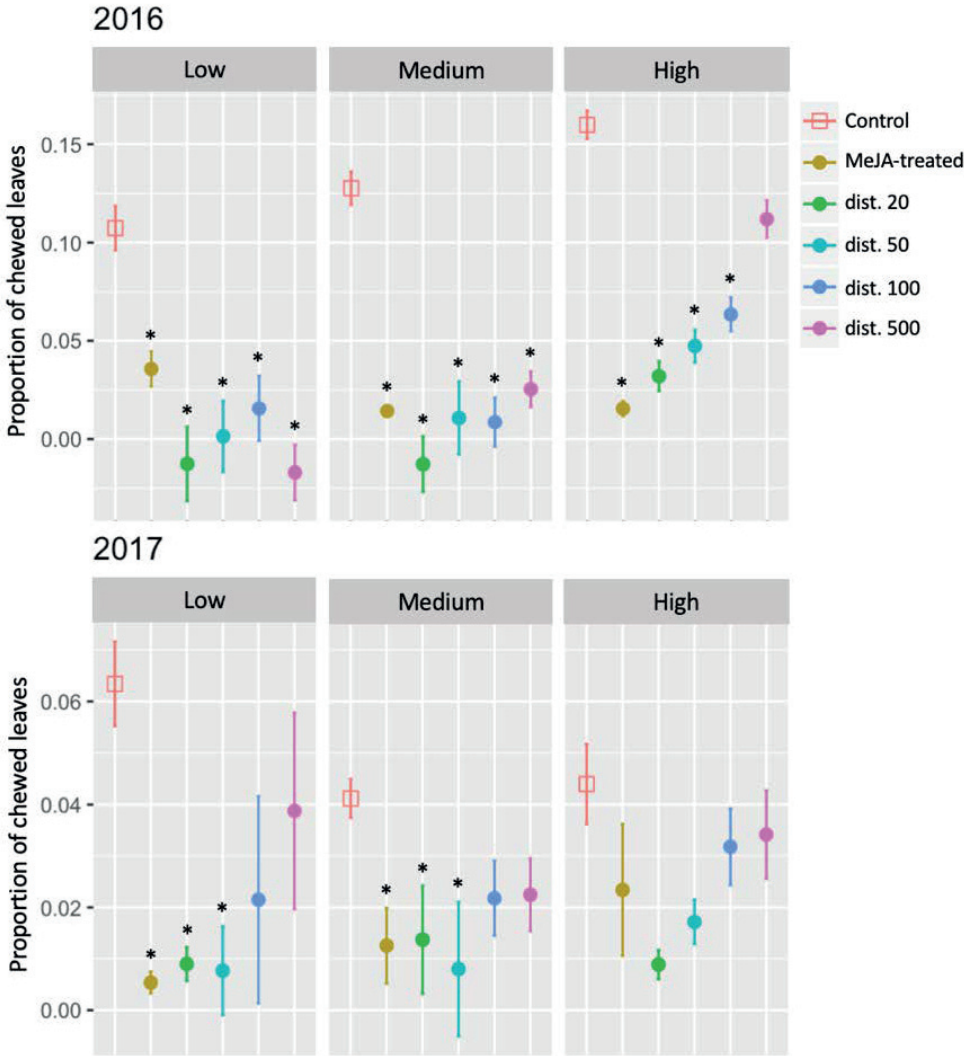 2016
Low Medium High
Proportion of chewed leaves
0.15
0.10
0.05
0.00
* * * * *
* * * * *
* * * *
Control
MeJA-treated
dist. 20
dist. 50
dist. 100
dist. 500
2017
Low Medium High
Proportion of chewed leaves
0.06
0.04
0.02
0.00
* * *
* * *